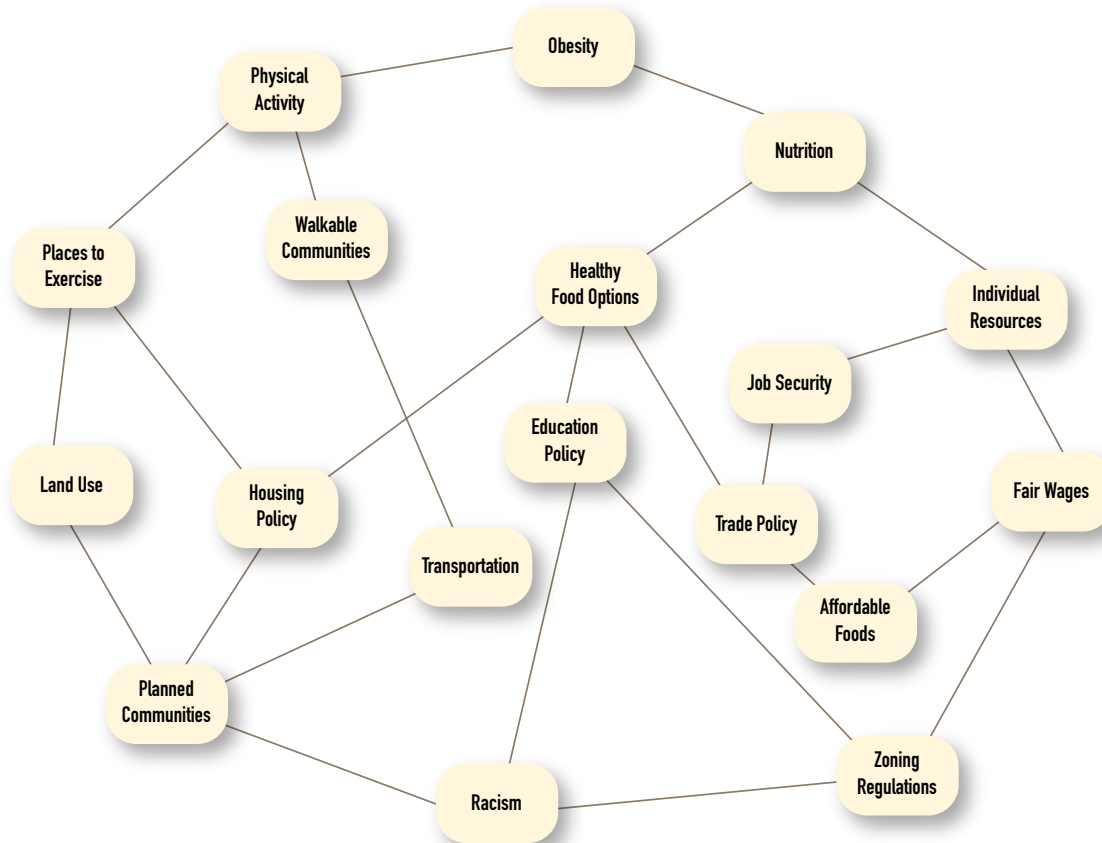 Obesity
Physical
Activity
Nutrition
Walkable
Communities
Places to
Exercise
Healthy
Food Options
Individual
Resources
Job Security
Education
Policy
Land Use
Housing
Policy
Fair Wages
Trade Policy
Transportation
Affordable
Foods
Planned
Communities
Zoning
Regulations
Racism